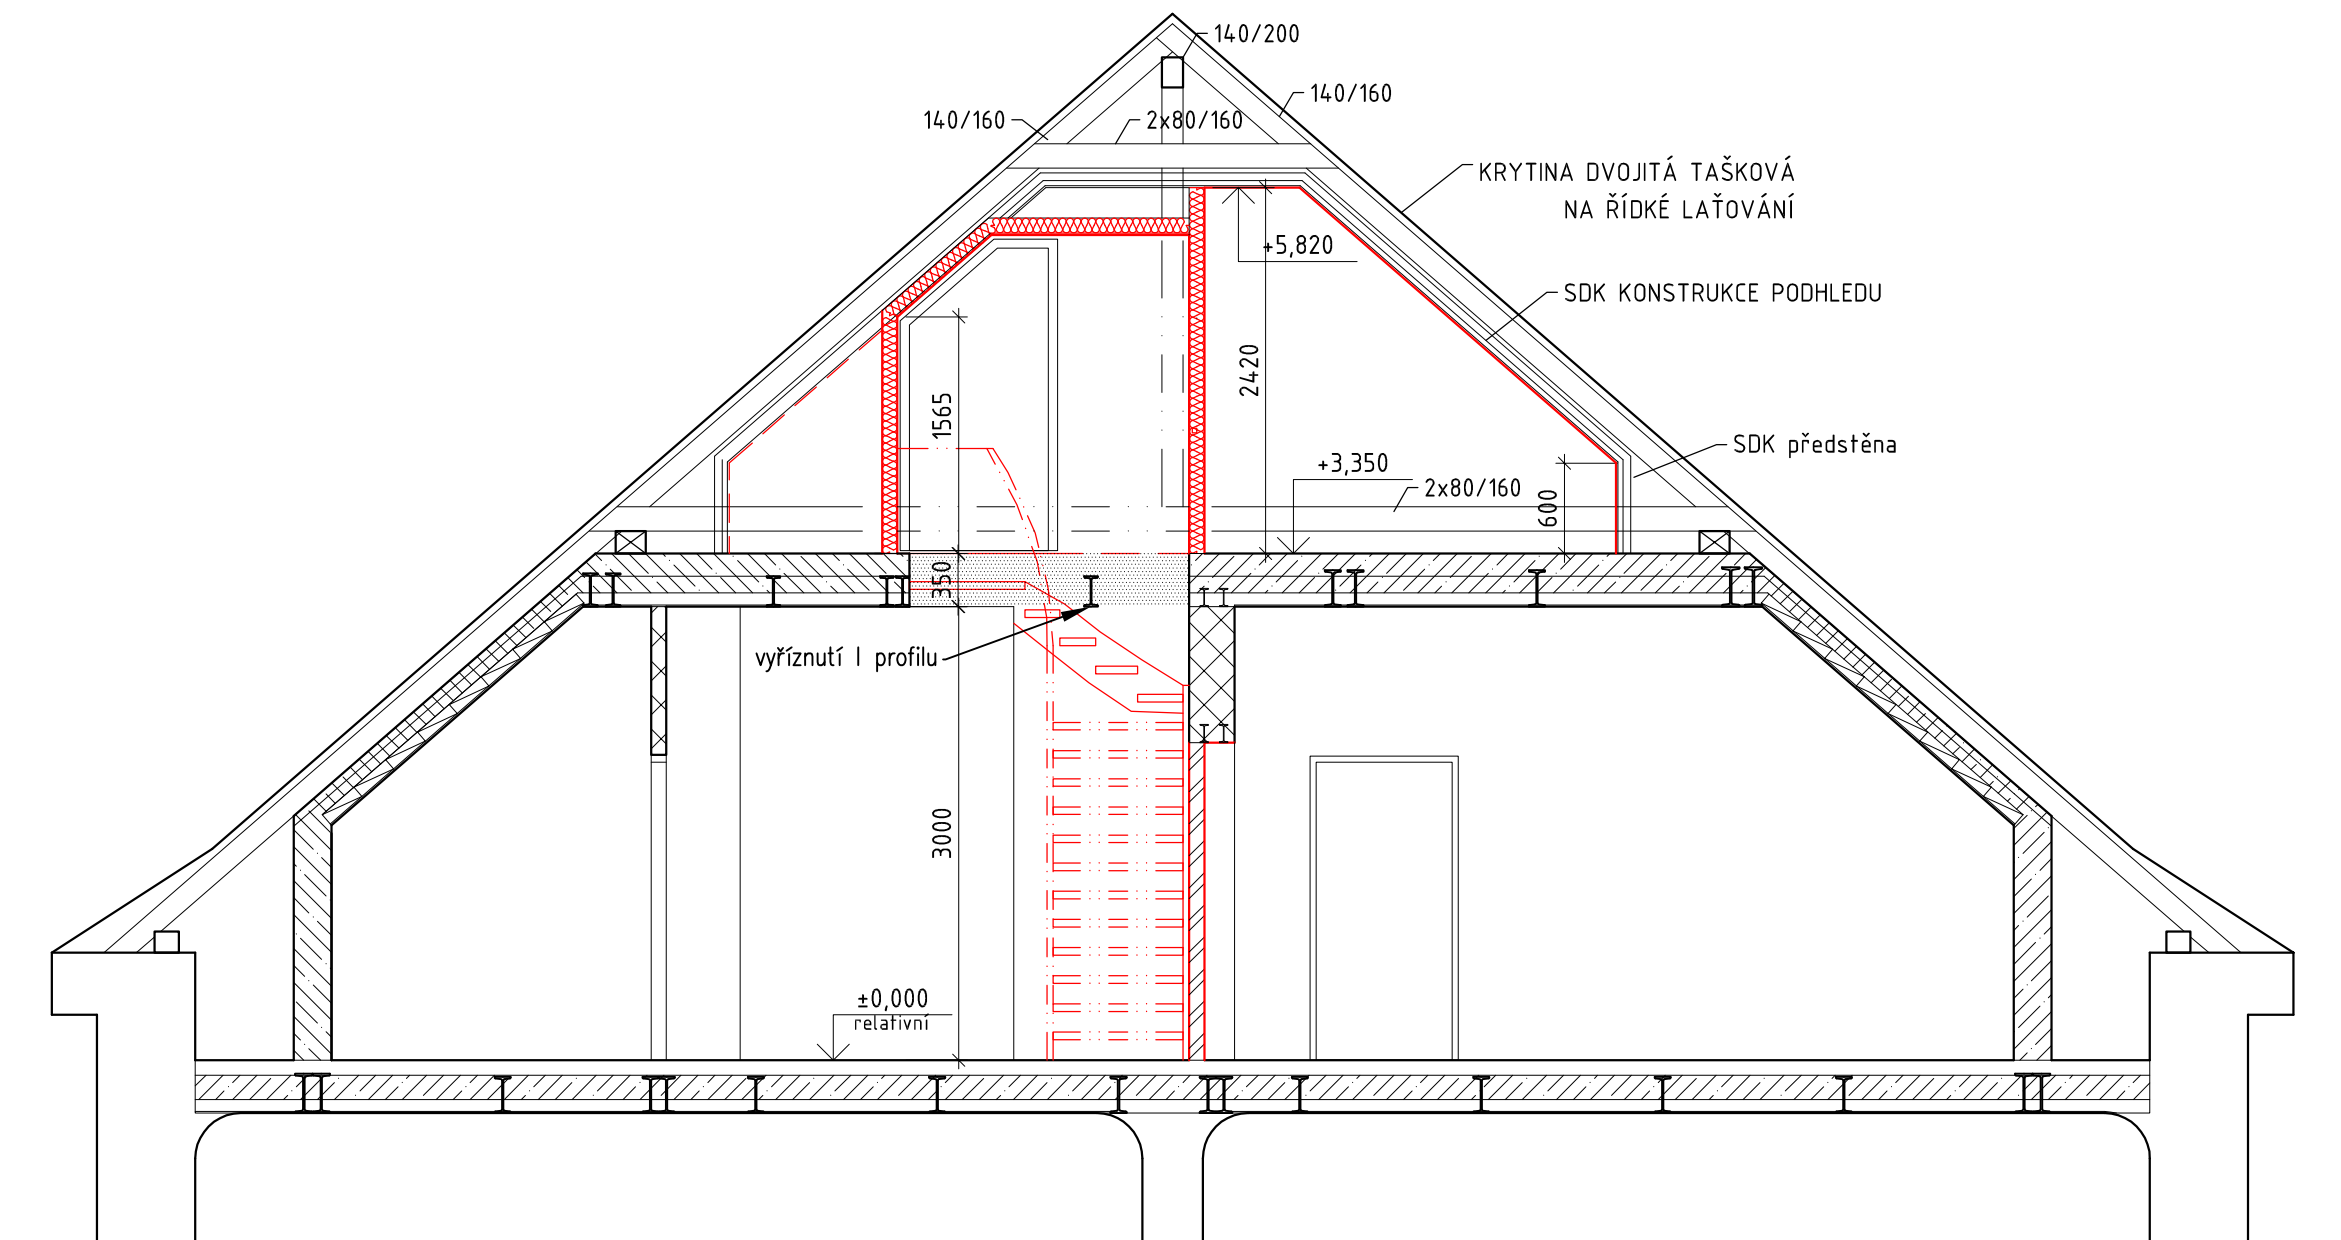 140/200
140/160
140/160
2x80/160
KRYTINA DVOJITÁ TAŠKOVÁ
NA ŘÍDKÉ LAŤOVÁNÍ
+5,820
SDK KONSTRUKCE PODHLEDU
2420
1565
SDK předstěna
+3,350
2x80/160
600
350
vyříznutí I profilu
3000
±0,000
relativní